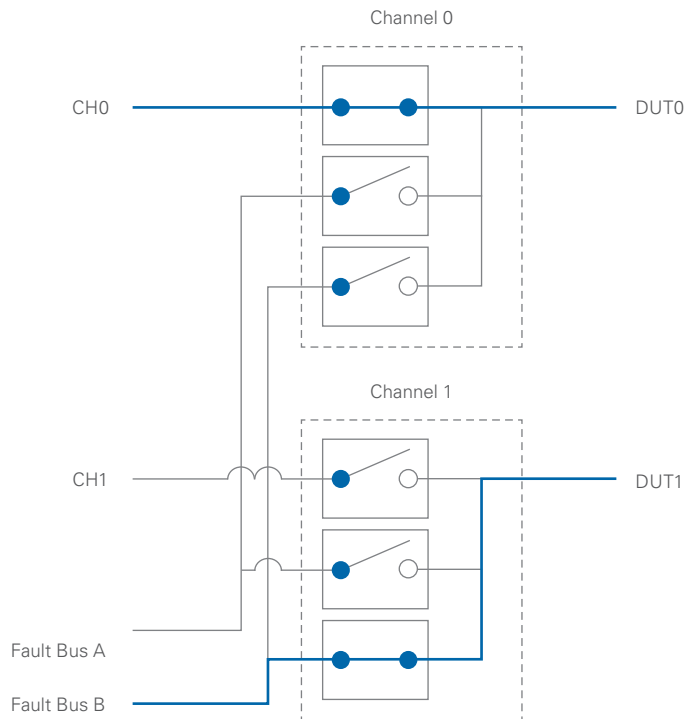 Channel 0
CH0
DUT0
Channel 1
CH1
DUT1
Fault Bus A
Fault Bus B